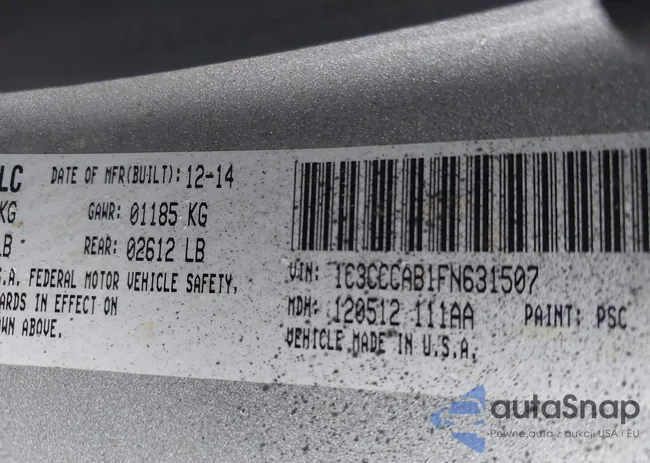 LC DATE OF MFR(BUILT): 12-14
KG GAWR: 01185 KG
LB REAR: 02612 LB
S.A. FEDERAL MOTOR VEHICLE SAFETY,
ARDS IN EFFECT ON
OWN ABOVE.
VIN: 1C3CCCAB1FN631507
MDH: 120512 111AA PAINT: PSC
VEHICLE MADE IN U.S.A.
autoSnap
Pewne auta z aukcji USA i EU